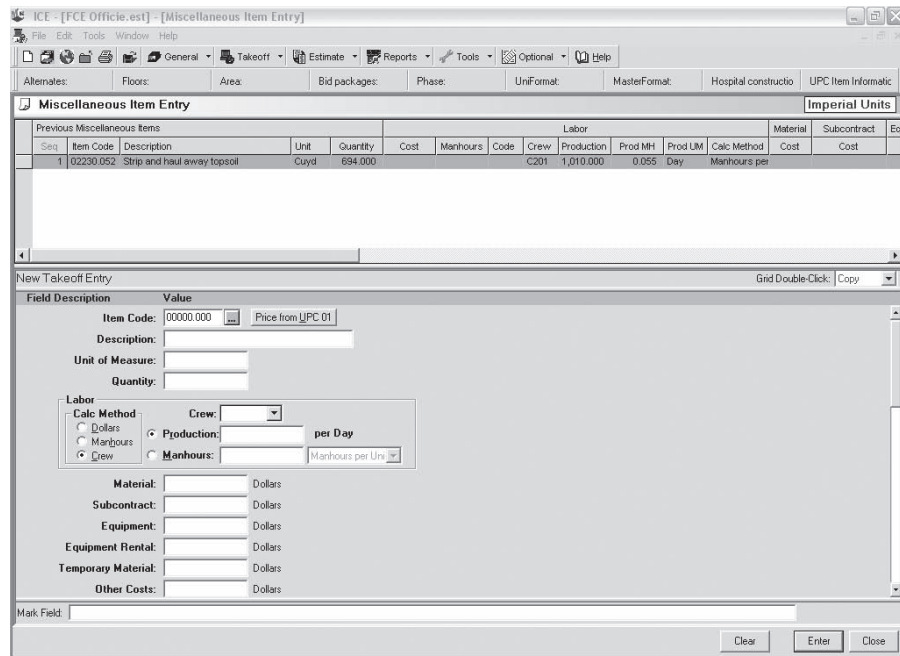 ICE - [FCE Officie.est] - [Miscellaneous Item Entry]
File Edit Tools Window Help
General Takeoff Estimate Reports Tools Optional Help
Alternates: Floors: Area: Bid packages: Phase: UniFormat: MasterFormat: Hospital constructio UPC Item Informatic
Miscellaneous Item Entry Imperial Units
Previous Miscellaneous Items Labor Material Subcontract Eq
Seq Item Code Description Unit Quantity Cost Manhours Code Crew Production Prod MH Prod UM Calc Method Cost Cost
1 02230.052 Strip and haul away topsoil Cuyd 694.000 C201 1,010.000 0.055 Day Manhours per
New Takeoff Entry Grid Double-Click: Copy
Field Description Value
Item Code: 00000.000 ... Price from UPC 01
Description:
Unit of Measure:
Quantity:
Labor
Calc Method Crew:
Dollars
Production: per Day
Manhours
Crew Manhours: Manhours per Uni
Material: Dollars
Subcontract: Dollars
Equipment: Dollars
Equipment Rental: Dollars
Temporary Material: Dollars
Other Costs: Dollars
Mark Field:
Clear Enter Close